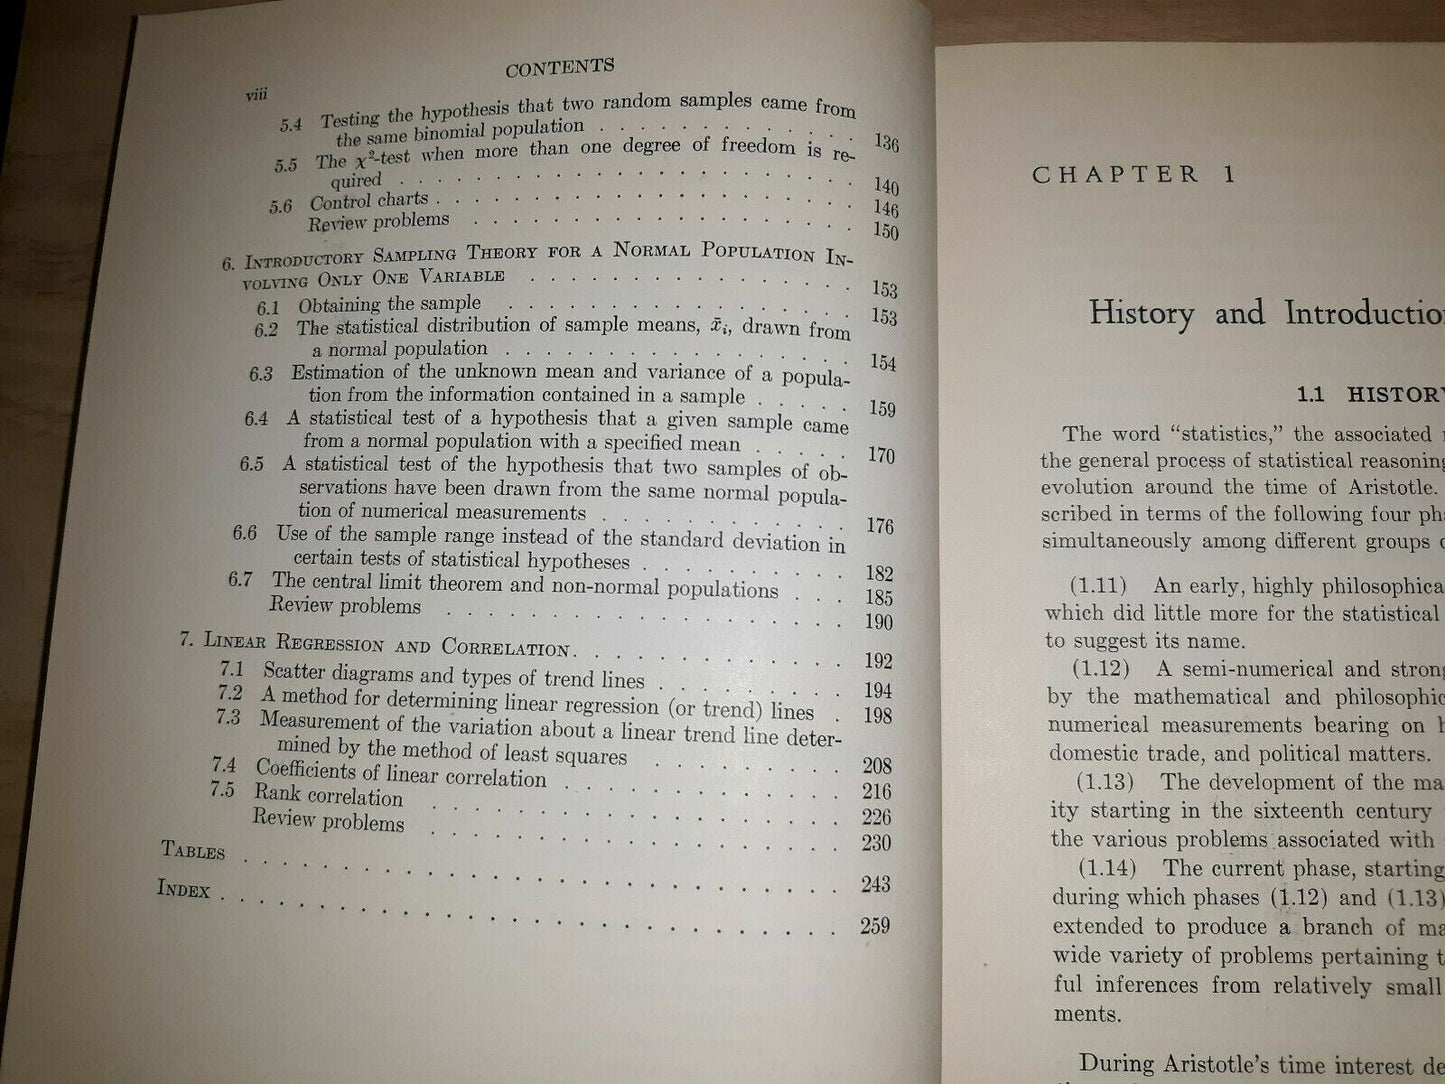 CONTENTS
viii
5.4 Testing the hypothesis that two random samples came from
the same binomial population . . . . . . . . . . . . 136
5.5 The χ²-test when more than one degree of freedom is re-
quired . . . . . . . . . . . . . . . . . . . . 140
5.6 Control charts . . . . . . . . . . . . . . . . . . 146
Review problems . . . . . . . . . . . . . . . . . 150
6. INTRODUCTORY SAMPLING THEORY FOR A NORMAL POPULATION IN-
VOLVING ONLY ONE VARIABLE . . . . . . . . . . . . . 153
6.1 Obtaining the sample . . . . . . . . . . . . . . 153
6.2 The statistical distribution of sample means, x̄ᵢ, drawn from
a normal population . . . . . . . . . . . . . . 154
6.3 Estimation of the unknown mean and variance of a popula-
tion from the information contained in a sample . . . . . 159
6.4 A statistical test of a hypothesis that a given sample came
from a normal population with a specified mean . . . . . 170
6.5 A statistical test of the hypothesis that two samples of ob-
servations have been drawn from the same normal popula-
tion of numerical measurements . . . . . . . . . . 176
6.6 Use of the sample range instead of the standard deviation in
certain tests of statistical hypotheses . . . . . . . . . 182
6.7 The central limit theorem and non-normal populations . . . 185
Review problems . . . . . . . . . . . . . . . . 190
7. LINEAR REGRESSION AND CORRELATION . . . . . . . . . . . 192
7.1 Scatter diagrams and types of trend lines . . . . . . . . 194
7.2 A method for determining linear regression (or trend) lines . 198
7.3 Measurement of the variation about a linear trend line deter-
mined by the method of least squares . . . . . . . . 208
7.4 Coefficients of linear correlation . . . . . . . . . . . 216
7.5 Rank correlation . . . . . . . . . . . . . . . . 226
Review problems . . . . . . . . . . . . . . . . 230
TABLES . . . . . . . . . . . . . . . . . . . . . . . . 243
INDEX . . . . . . . . . . . . . . . . . . . . . . . . . 259
CHAPTER 1
History and Introductio
1.1 HISTORY
The word "statistics," the associated
the general process of statistical reasoning
evolution around the time of Aristotle.
scribed in terms of the following four ph
simultaneously among different groups
(1.11) An early, highly philosophica
which did little more for the statistical
to suggest its name.
(1.12) A semi-numerical and strong
by the mathematical and philosophic
numerical measurements bearing on
domestic trade, and political matters.
(1.13) The development of the ma
ity starting in the sixteenth century
the various problems associated with
(1.14) The current phase, starting
during which phases (1.12) and (1.13)
extended to produce a branch of ma
wide variety of problems pertaining t
ful inferences from relatively small
ments.
During Aristotle's time interest de